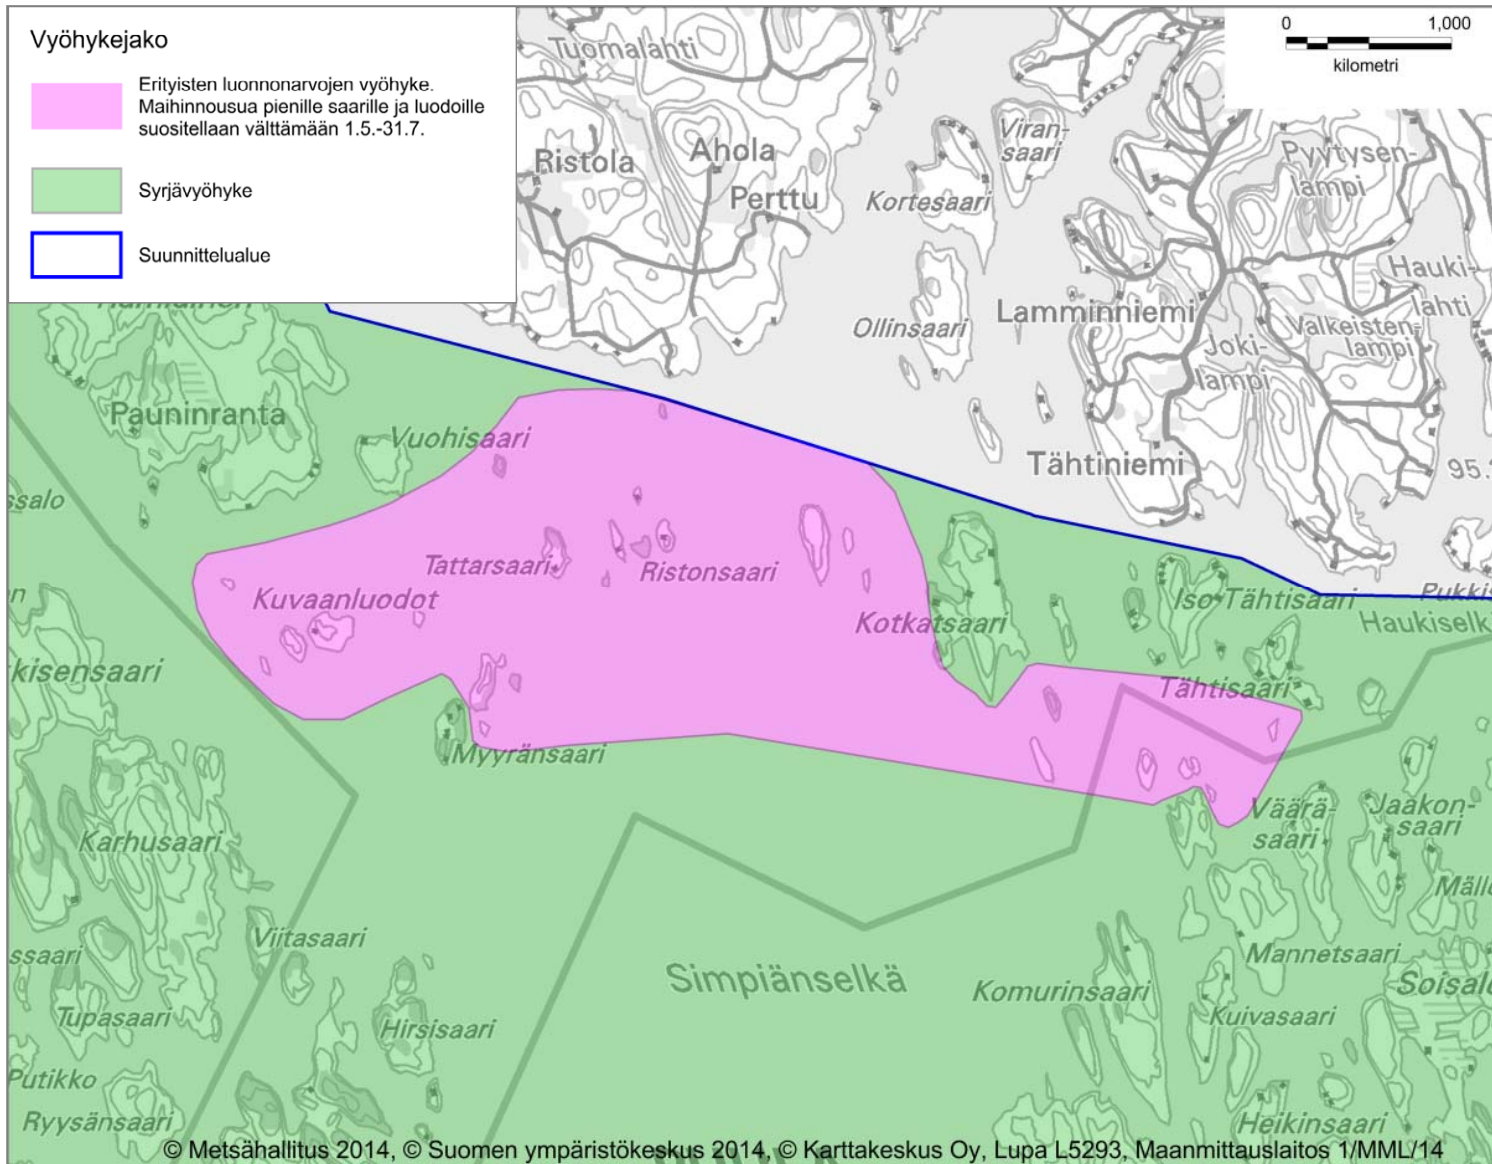 Vyöhykejako
Erityisten luonnonarvojen vyöhyke.
Maihinnousua pienille saarille ja luodoille
suositellaan välttämään 1.5.-31.7.
Syrjävyöhyke
Suunnittelualue
0 1,000
kilometri
Tuomalahti
Ristola
Ahola
Perttu
Viran-
saari
Kortesaari
Pyytysen-
lampi
Ollinsaari
Lamminniemi
Hauki-
lahti
Valkeisten-
lampi
Joki-
lampi
Pauninranta
Vuohisaari
Tähtiniemi
95.
ssalo
Tattarsaari
Ristonsaari
Kuvaanluodot
Kotkatsaari
Iso-Tähtisaari
Pukkis
Haukiselk
kisensaari
Tähtisaari
Myyränsaari
Väärä-
saari
Jaakon-
saari
Karhusaari
Viitasaari
ssaari
Mannetsaari
Simpiänselkä
Komurinsaari
Soisalo
Tupasaari
Hirsisaari
Kuivasaari
Putikko
Ryysänsaari
Heikinsaari
© Metsähallitus 2014, © Suomen ympäristökeskus 2014, © Karttakeskus Oy, Lupa L5293, Maanmittauslaitos 1/MML/14